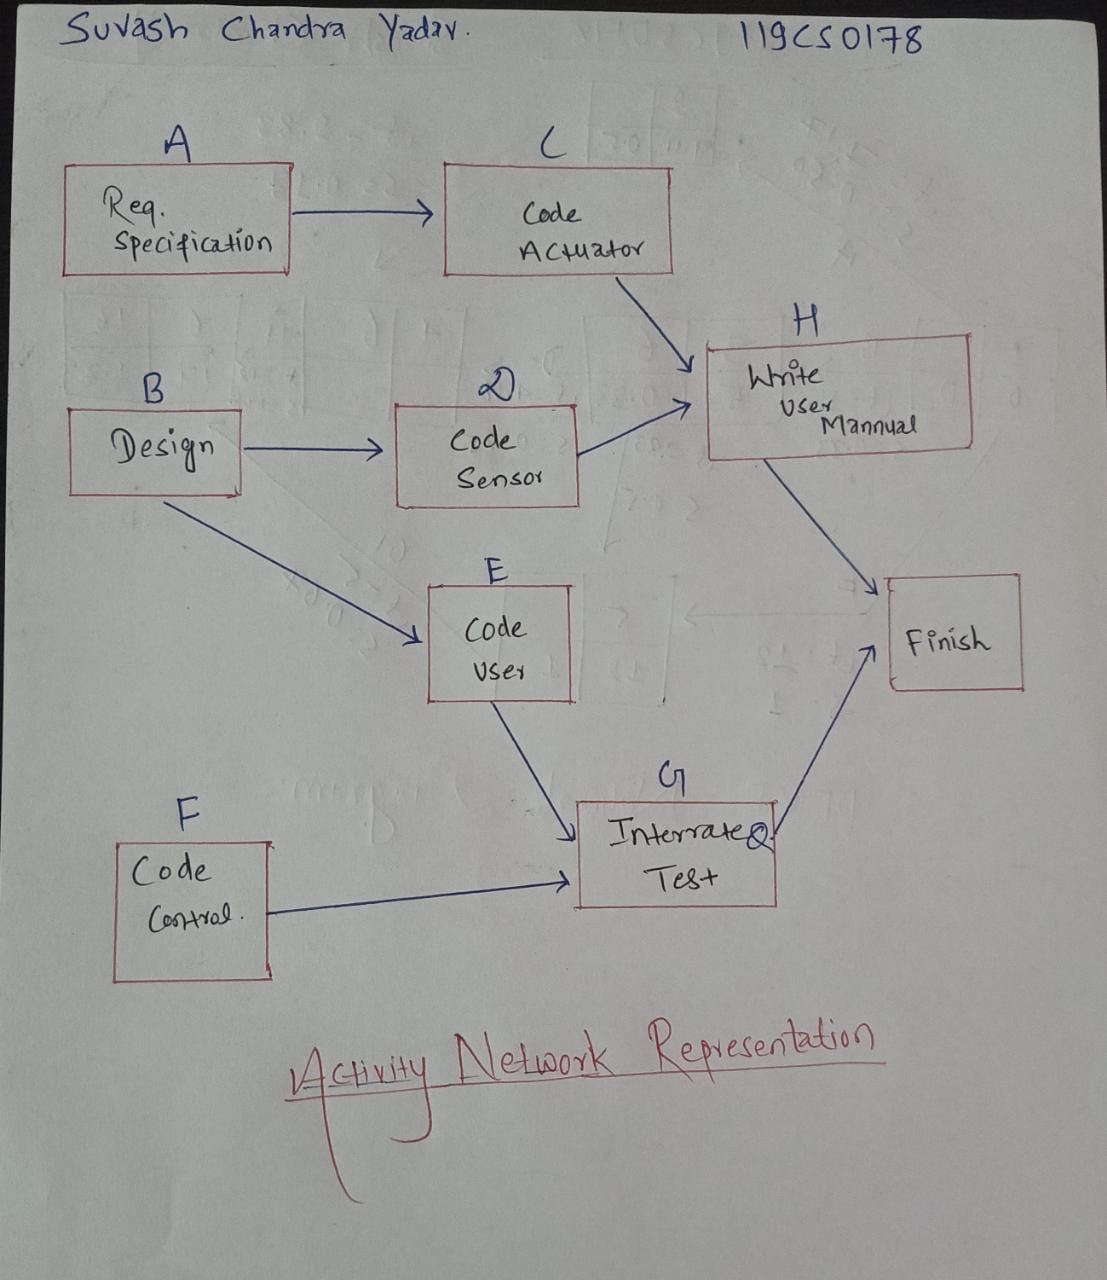 Suvash Chandra Yadav.
119CS0178
A
Req.
Specification
C
Code
Actuator
H
Write
User
Mannual
B
Design
D
Code
Sensor
E
Code
User
Finish
G
Interrate &
Test
F
Code
Control.
Activity Network Representation